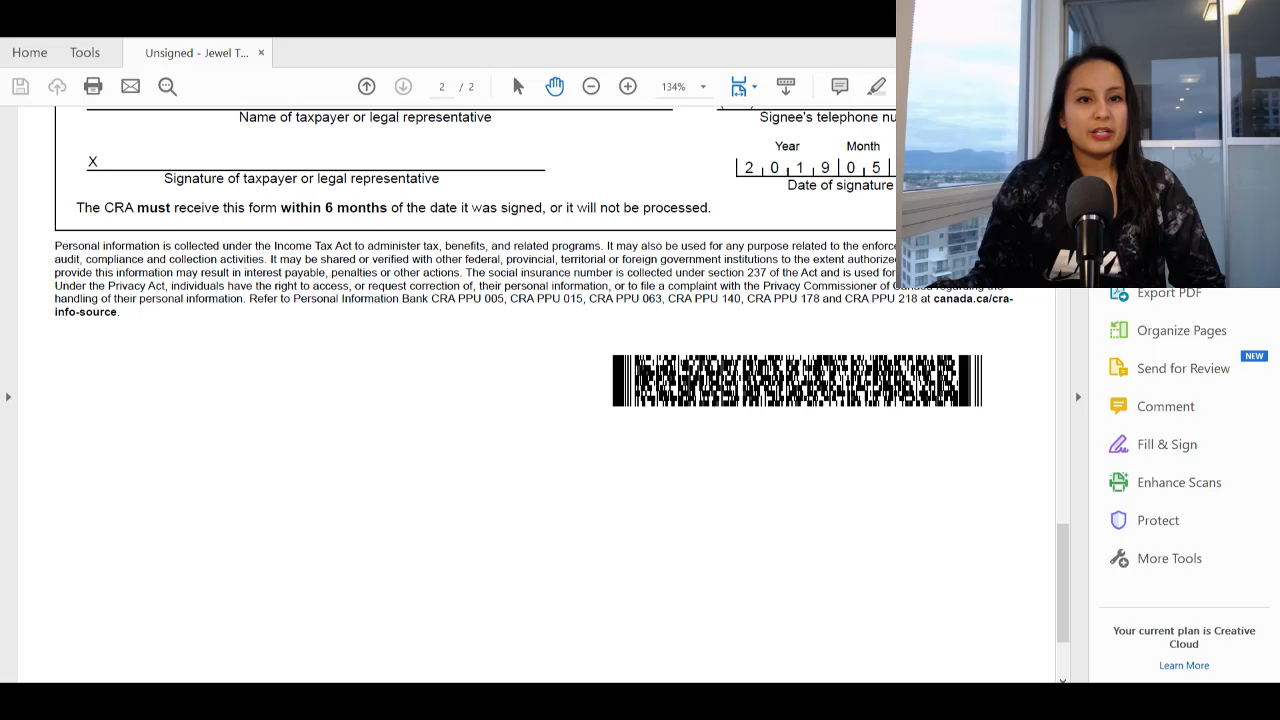 Home
Tools
Unsigned - Jewel T...
2 / 2
134%
Name of taxpayer or legal representative
Signee's telephone nu
Year
Month
X
2 0 1 9 0 5
Signature of taxpayer or legal representative
Date of signature
The CRA must receive this form within 6 months of the date it was signed, or it will not be processed.
Personal information is collected under the Income Tax Act to administer tax, benefits, and related programs. It may also be used for any purpose related to the enforc
audit, compliance and collection activities. It may be shared or verified with other federal, provincial, territorial or foreign government institutions to the extent authorize
provide this information may result in interest payable, penalties or other actions. The social insurance number is collected under section 237 of the Act and is used for
Under the Privacy Act, individuals have the right to access, or request correction of, their personal information, or to file a complaint with the Privacy Commissioner of Canada regarding the
handling of their personal information. Refer to Personal Information Bank CRA PPU 005, CRA PPU 015, CRA PPU 063, CRA PPU 140, CRA PPU 178 and CRA PPU 218 at canada.ca/cra-
info-source.
Export PDF
Organize Pages
NEW
Send for Review
Comment
Fill & Sign
Enhance Scans
Protect
More Tools
Your current plan is Creative
Cloud
Learn More